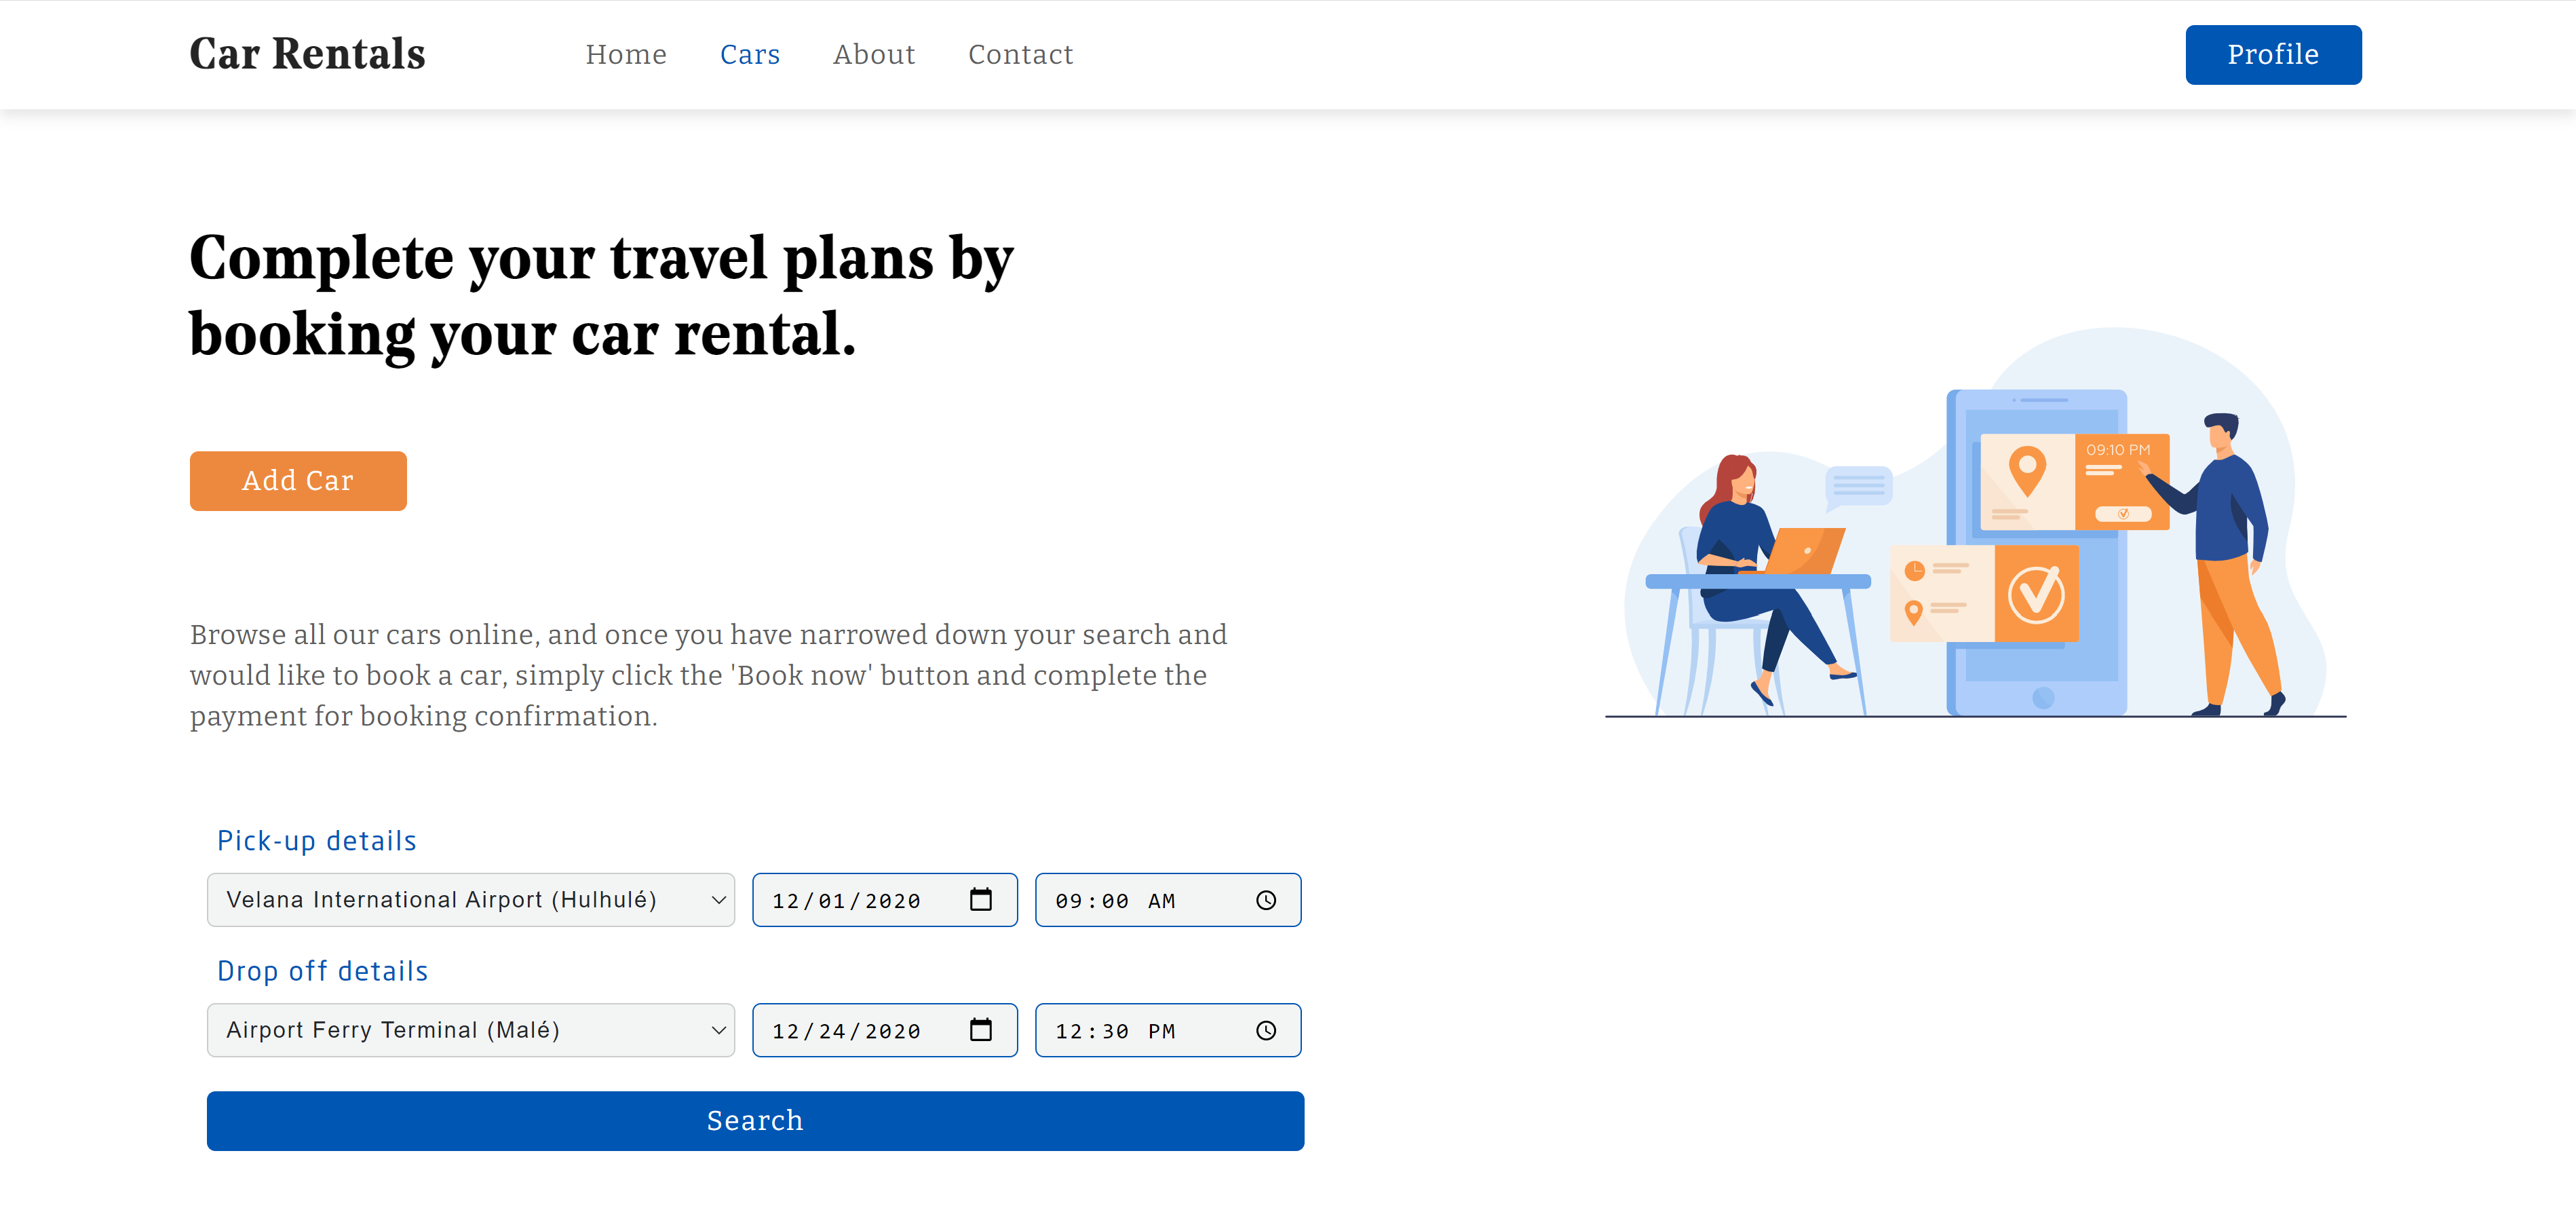 Car Rentals
Home
Cars
About
Contact
Profile
Complete your travel plans by
booking your car rental.
Add Car
09:10 PM
Browse all our cars online, and once you have narrowed down your search and
would like to book a car, simply click the 'Book now' button and complete the
payment for booking confirmation.
Pick-up details
Velana International Airport (Hulhulé)
12/01/2020
09:00 AM
Drop off details
Airport Ferry Terminal (Malé)
12/24/2020
12:30 PM
Search